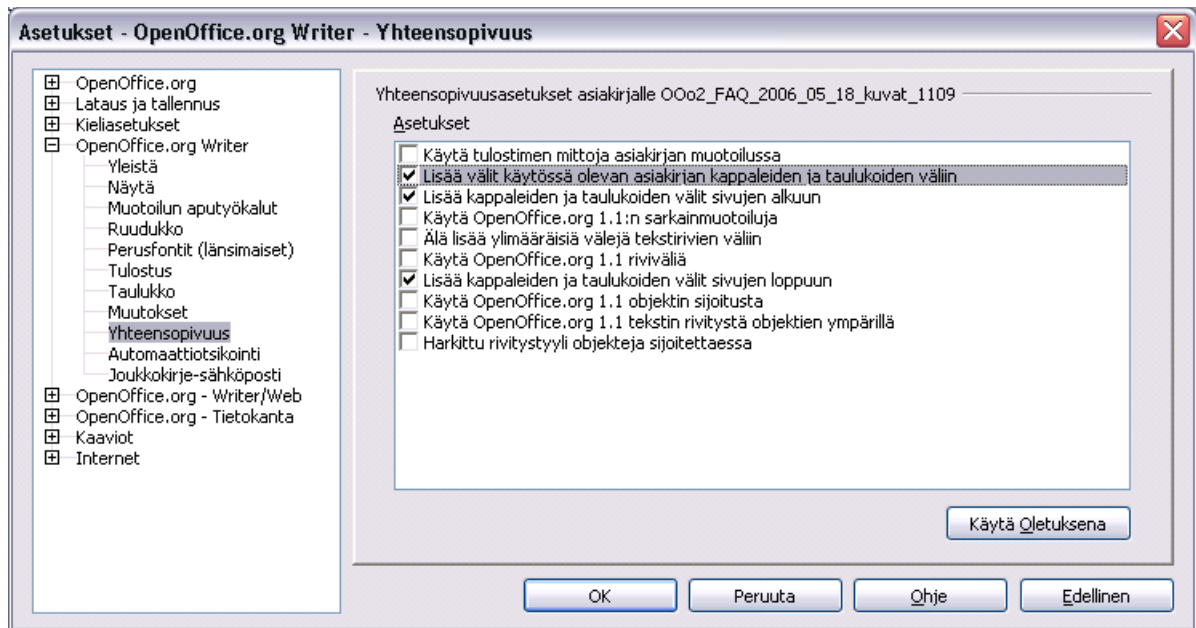 Asetukset - OpenOffice.org Writer - Yhteensopivuus
OpenOffice.org
Lataus ja tallennus
Kieliasetukset
OpenOffice.org Writer
Yleistä
Näytä
Muotoilun aputyökalut
Ruudukko
Perusfontit (länsimaiset)
Tulostus
Taulukko
Muutokset
Yhteensopivuus
Automaattiotsikointi
Joukkokirje-sähköposti
OpenOffice.org - Writer/Web
OpenOffice.org - Tietokanta
Kaaviot
Internet
Yhteensopivuusasetukset asiakirjalle OOo2_FAQ_2006_05_18_kuvat_1109
Asetukset
Käytä tulostimen mittoja asiakirjan muotoilussa
Lisää välit käytössä olevan asiakirjan kappaleiden ja taulukoiden väliin
Lisää kappaleiden ja taulukoiden välit sivujen alkuun
Käytä OpenOffice.org 1.1:n sarkainmuotoiluja
Älä lisää ylimääräisiä välejä tekstirivien väliin
Käytä OpenOffice.org 1.1 riviväliä
Lisää kappaleiden ja taulukoiden välit sivujen loppuun
Käytä OpenOffice.org 1.1 objektin sijoitusta
Käytä OpenOffice.org 1.1 tekstin rivitystä objektien ympärillä
Harkittu rivitystyyli objekteja sijoitettaessa
Käytä Oletuksena
OK Peruuta Ohje Edellinen